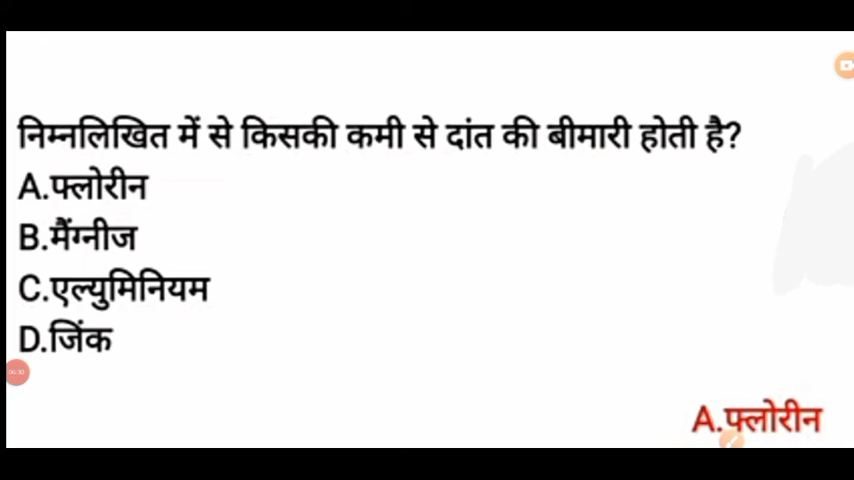 निम्नलिखित में से किसकी कमी से दांत की बीमारी होती है?
A.फ्लोरीन
B.मैंग्नीज
C.एल्युमिनियम
D.जिंक
A.फ्लोरीन